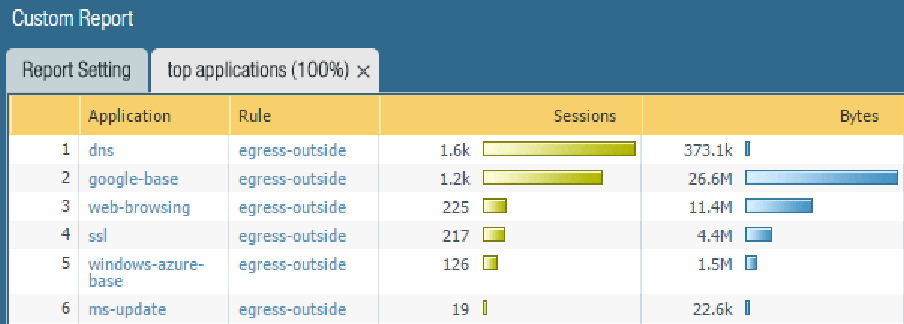 Custom Report
Report Setting top applications (100%) ×
Application Rule Sessions Bytes
1 dns egress-outside 1.6k 373.1k
2 google-base egress-outside 1.2k 26.6M
3 web-browsing egress-outside 225 11.4M
4 ssl egress-outside 217 4.4M
5 windows-azure- egress-outside 126 1.5M
base
6 ms-update egress-outside 19 22.6k